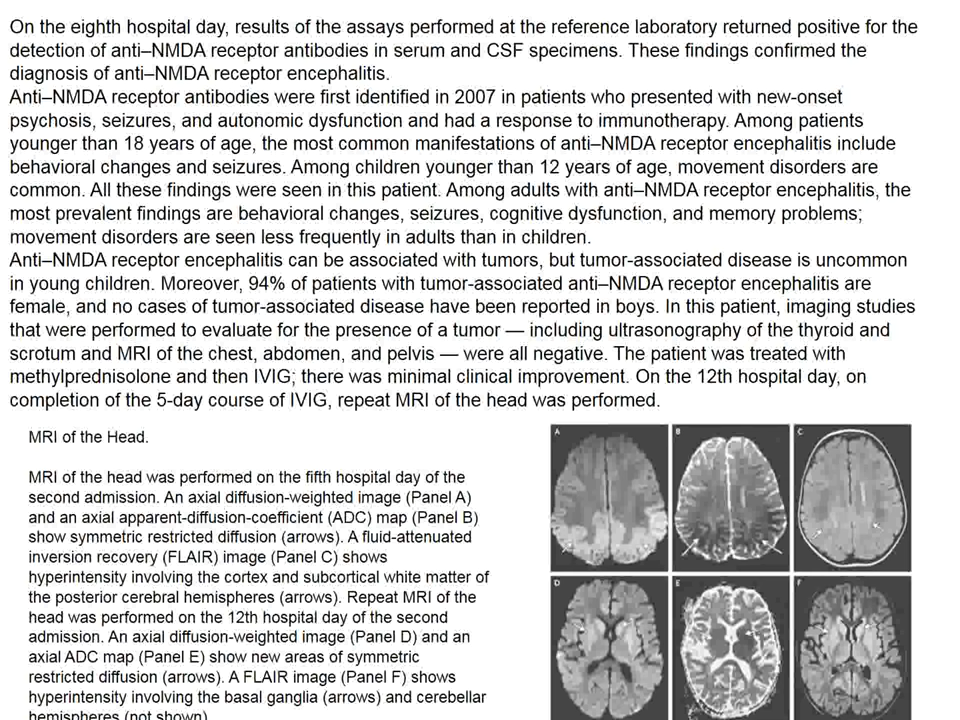 On the eighth hospital day, results of the assays performed at the reference laboratory returned positive for the
detection of anti–NMDA receptor antibodies in serum and CSF specimens. These findings confirmed the
diagnosis of anti–NMDA receptor encephalitis.
Anti–NMDA receptor antibodies were first identified in 2007 in patients who presented with new-onset
psychosis, seizures, and autonomic dysfunction and had a response to immunotherapy. Among patients
younger than 18 years of age, the most common manifestations of anti–NMDA receptor encephalitis include
behavioral changes and seizures. Among children younger than 12 years of age, movement disorders are
common. All these findings were seen in this patient. Among adults with anti–NMDA receptor encephalitis, the
most prevalent findings are behavioral changes, seizures, cognitive dysfunction, and memory problems;
movement disorders are seen less frequently in adults than in children.
Anti–NMDA receptor encephalitis can be associated with tumors, but tumor-associated disease is uncommon
in young children. Moreover, 94% of patients with tumor-associated anti–NMDA receptor encephalitis are
female, and no cases of tumor-associated disease have been reported in boys. In this patient, imaging studies
that were performed to evaluate for the presence of a tumor — including ultrasonography of the thyroid and
scrotum and MRI of the chest, abdomen, and pelvis — were all negative. The patient was treated with
methylprednisolone and then IVIG; there was minimal clinical improvement. On the 12th hospital day, on
completion of the 5-day course of IVIG, repeat MRI of the head was performed.
MRI of the Head.
MRI of the head was performed on the fifth hospital day of the
second admission. An axial diffusion-weighted image (Panel A)
and an axial apparent-diffusion-coefficient (ADC) map (Panel B)
show symmetric restricted diffusion (arrows). A fluid-attenuated
inversion recovery (FLAIR) image (Panel C) shows
hyperintensity involving the cortex and subcortical white matter of
the posterior cerebral hemispheres (arrows). Repeat MRI of the
head was performed on the 12th hospital day of the second
admission. An axial diffusion-weighted image (Panel D) and an
axial ADC map (Panel E) show new areas of symmetric
restricted diffusion (arrows). A FLAIR image (Panel F) shows
hyperintensity involving the basal ganglia (arrows) and cerebellar
hemispheres (not shown)
A
B
C
D
E
F